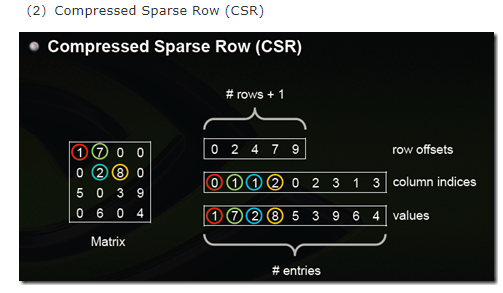 (2) Compressed Sparse Row (CSR)
Compressed Sparse Row (CSR)
# rows + 1
1 7 0 0
0 2 8 0
5 0 3 9
0 6 0 4
Matrix
0 2 4 7 9 row offsets
0 1 1 2 0 2 3 1 3 column indices
1 7 2 8 5 3 9 6 4 values
# entries